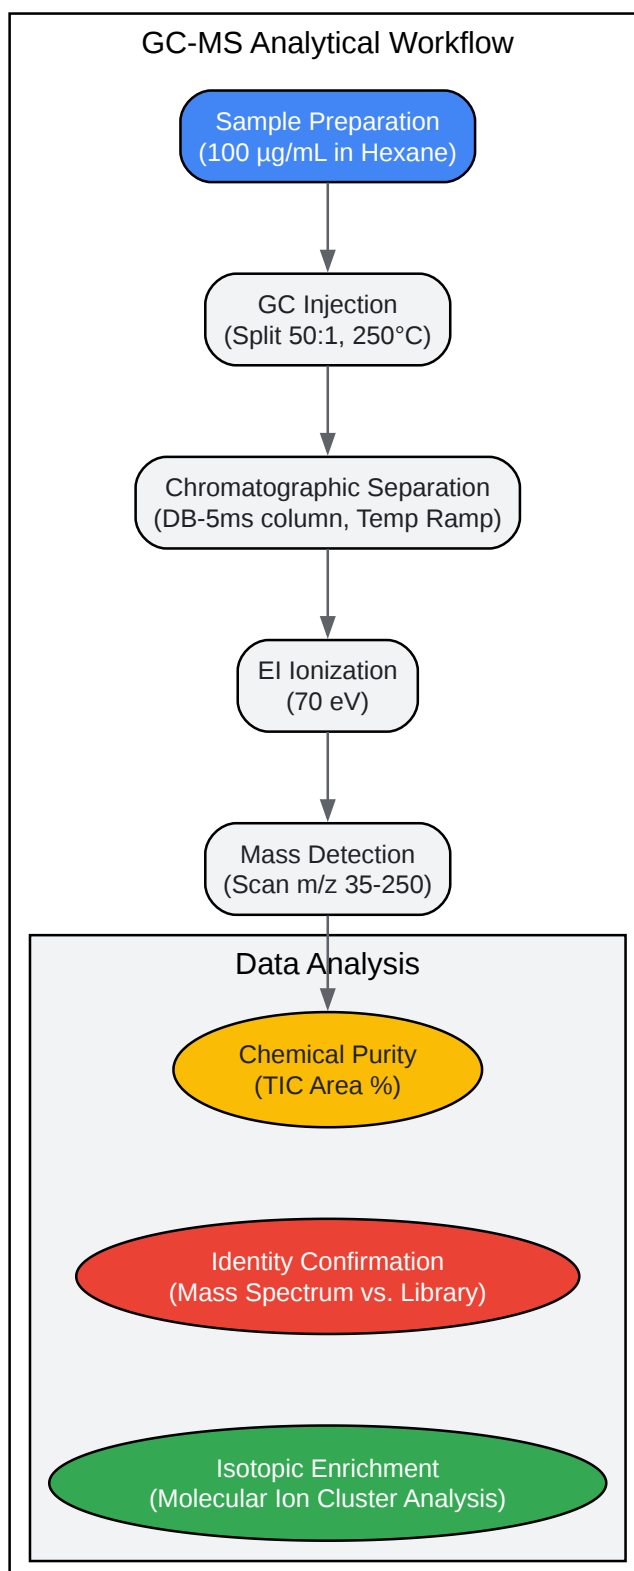 GC-MS Analytical Workflow
Sample Preparation
(100 µg/mL in Hexane)
GC Injection
(Split 50:1, 250°C)
Chromatographic Separation
(DB-5ms column, Temp Ramp)
EI Ionization
(70 eV)
Mass Detection
(Scan m/z 35-250)
Data Analysis
Chemical Purity
(TIC Area %)
Identity Confirmation
(Mass Spectrum vs. Library)
Isotopic Enrichment
(Molecular Ion Cluster Analysis)